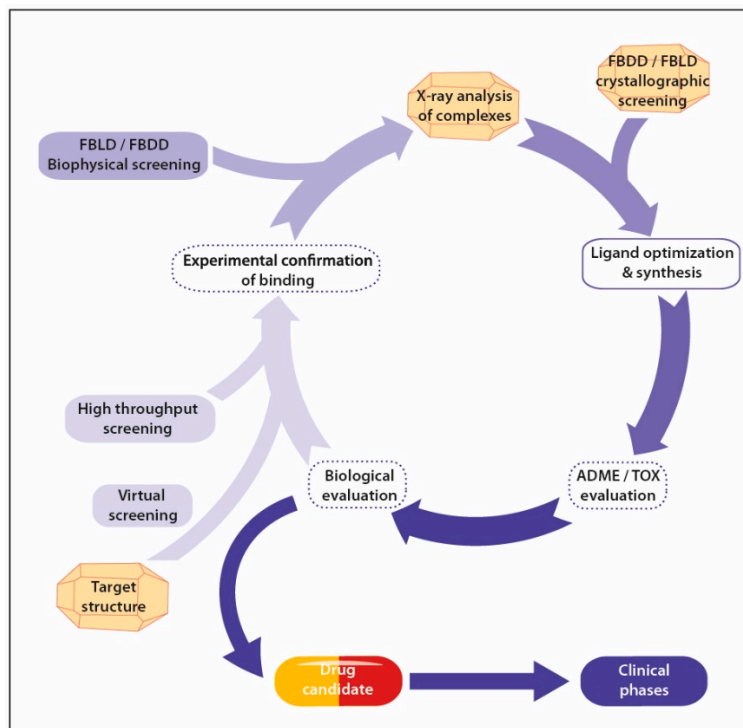 FBDD / FBLD
crystallographic
screening
X-ray analysis
of complexes
FBLD / FBDD
Biophysical screening
Experimental confirmation
of binding
Ligand optimization
& synthesis
High throughput
screening
Virtual
screening
Biological
evaluation
ADME / TOX
evaluation
Target
structure
Drug
candidate
Clinical
phases